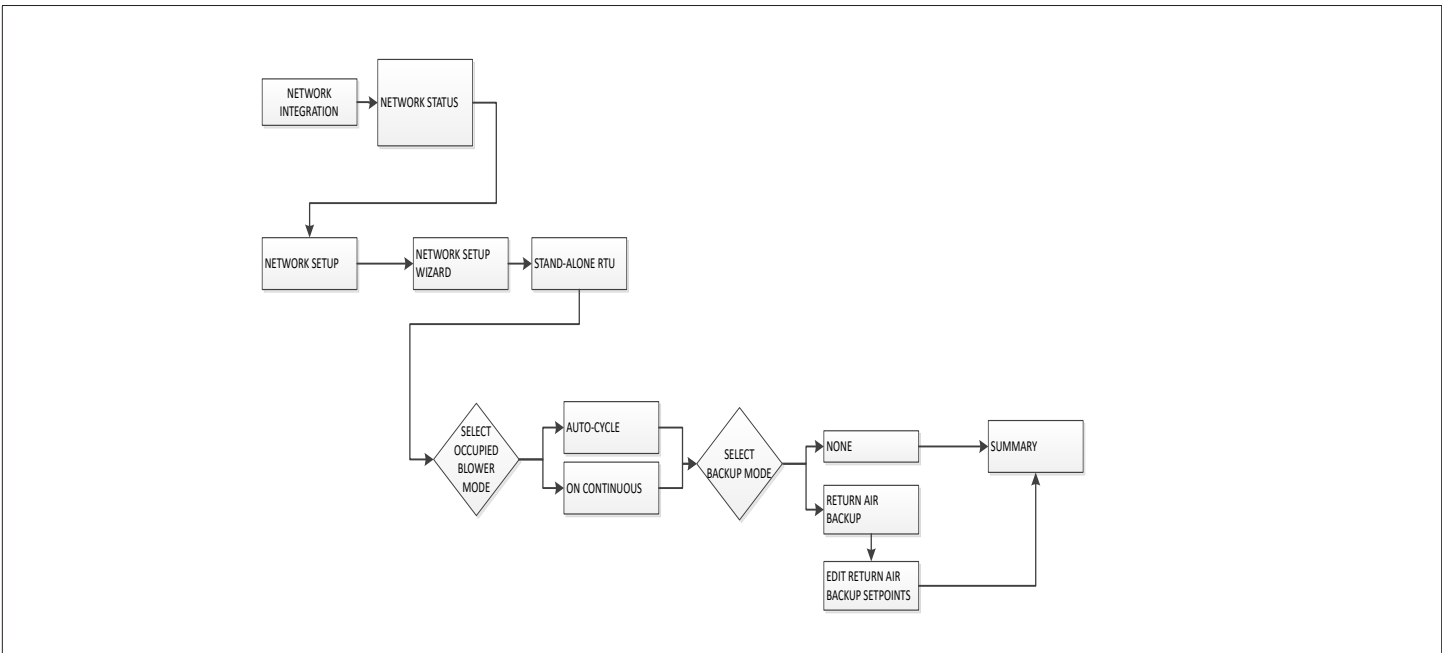 NETWORK
INTEGRATION
NETWORK STATUS
NETWORK SETUP
NETWORK SETUP
WIZARD
STAND-ALONE RTU
SELECT
OCCUPIED
BLOWER
MODE
AUTO-CYCLE
ON CONTINUOUS
SELECT
BACKUP MODE
NONE
RETURN AIR
BACKUP
EDIT RETURN AIR
BACKUP SETPOINTS
SUMMARY